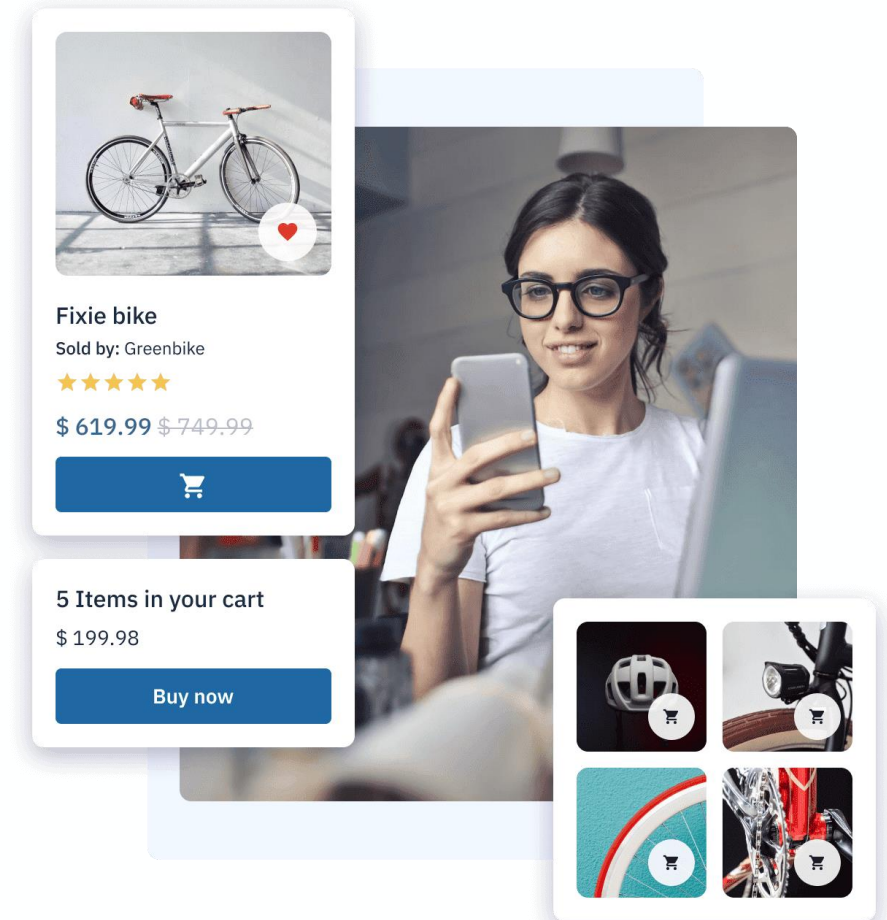 Fixie bike
Sold by: Greenbike
$ 619.99 $ 749.99
5 Items in your cart
$ 199.98
Buy now